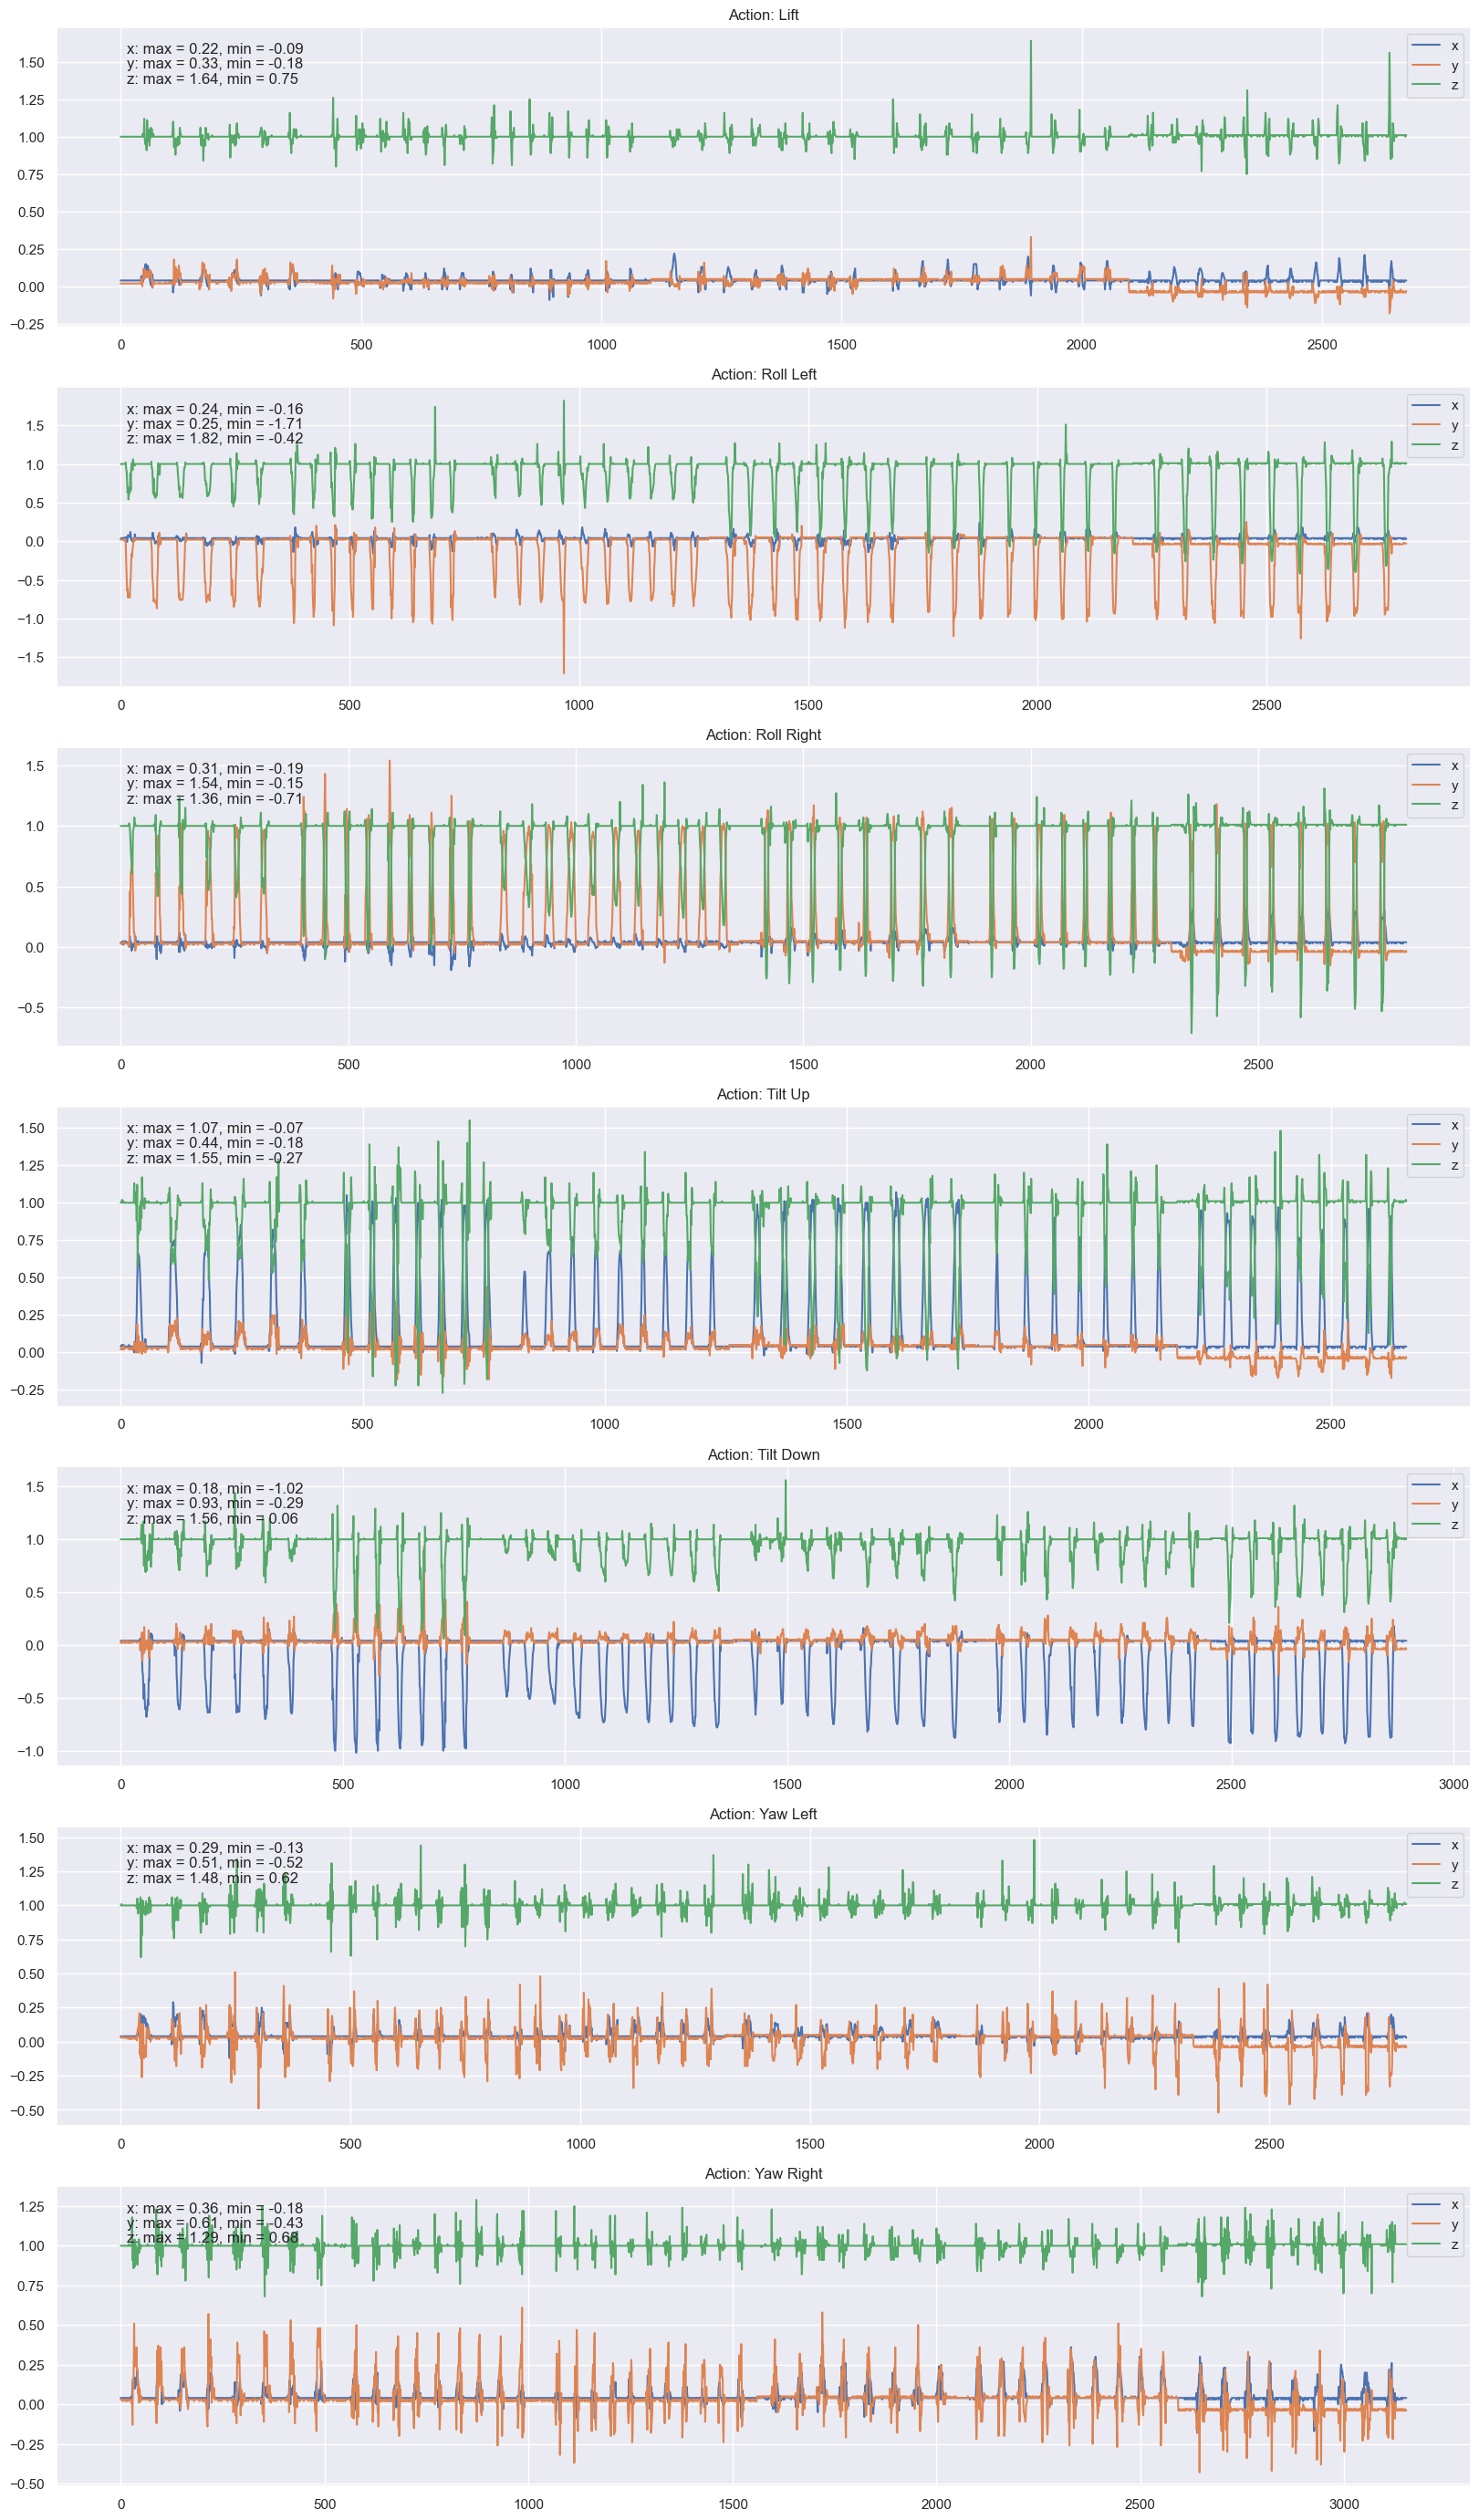 Action: Lift
x: max = 0.22, min = -0.09
y: max = 0.33, min = -0.18
z: max = 1.64, min = 0.75
x
y
z
1.50
1.25
1.00
0.75
0.50
0.25
0.00
−0.25
0 500 1000 1500 2000 2500
Action: Roll Left
x: max = 0.24, min = -0.16
y: max = 0.25, min = -1.71
z: max = 1.82, min = -0.42
x
y
z
1.5
1.0
0.5
0.0
−0.5
−1.0
−1.5
0 500 1000 1500 2000 2500
Action: Roll Right
x: max = 0.31, min = -0.19
y: max = 1.54, min = -0.15
z: max = 1.36, min = -0.71
x
y
z
1.5
1.0
0.5
0.0
−0.5
0 500 1000 1500 2000 2500
Action: Tilt Up
x: max = 1.07, min = -0.07
y: max = 0.44, min = -0.18
z: max = 1.55, min = -0.27
x
y
z
1.50
1.25
1.00
0.75
0.50
0.25
0.00
−0.25
0 500 1000 1500 2000 2500
Action: Tilt Down
x: max = 0.18, min = -1.02
y: max = 0.93, min = -0.29
z: max = 1.56, min = 0.06
x
y
z
1.5
1.0
0.5
0.0
−0.5
−1.0
0 500 1000 1500 2000 2500 3000
Action: Yaw Left
x: max = 0.29, min = -0.13
y: max = 0.51, min = -0.52
z: max = 1.48, min = 0.62
x
y
z
1.50
1.25
1.00
0.75
0.50
0.25
0.00
−0.25
−0.50
0 500 1000 1500 2000 2500
Action: Yaw Right
x: max = 0.36, min = -0.18
y: max = 0.61, min = -0.43
z: max = 1.29, min = 0.68
x
y
z
1.25
1.00
0.75
0.50
0.25
0.00
−0.25
−0.50
0 500 1000 1500 2000 2500 3000